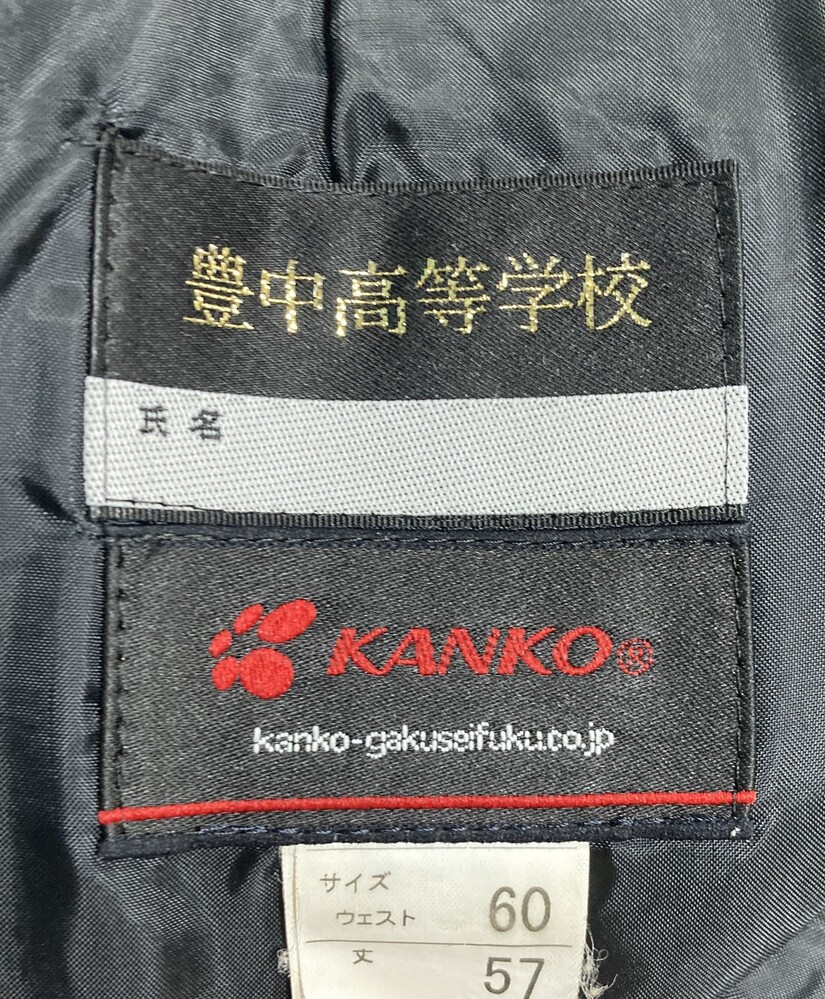 豊中高等学校
氏名
KANKO®
kanko-gakuseifuku.co.jp
サイズ
ウェスト 60
丈 57